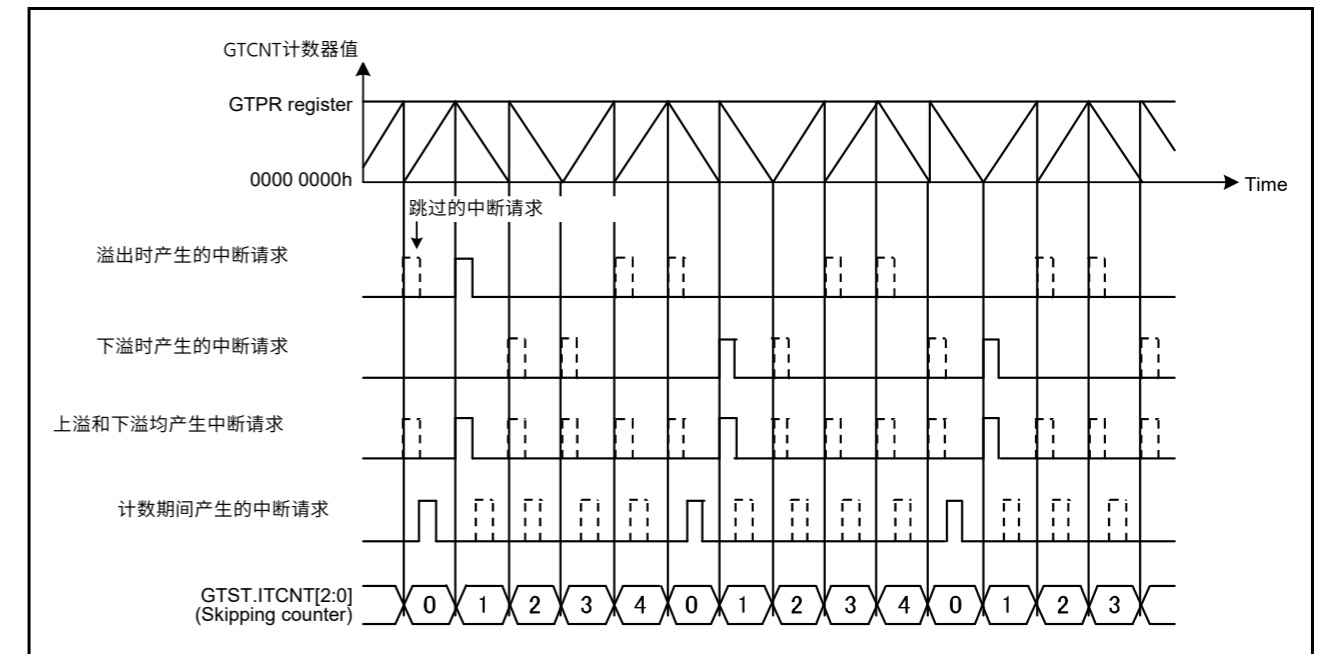 GTCNT计数器值
GTPR register
0000 0000h
Time
跳过的中断请求
溢出时产生的中断请求
下溢时产生的中断请求
上溢和下溢均产生中断请求
计数期间产生的中断请求
GTST.ITCNT[2:0]
(Skipping counter)
0 1 2 3 4 0 1 2 3 4 0 1 2 3